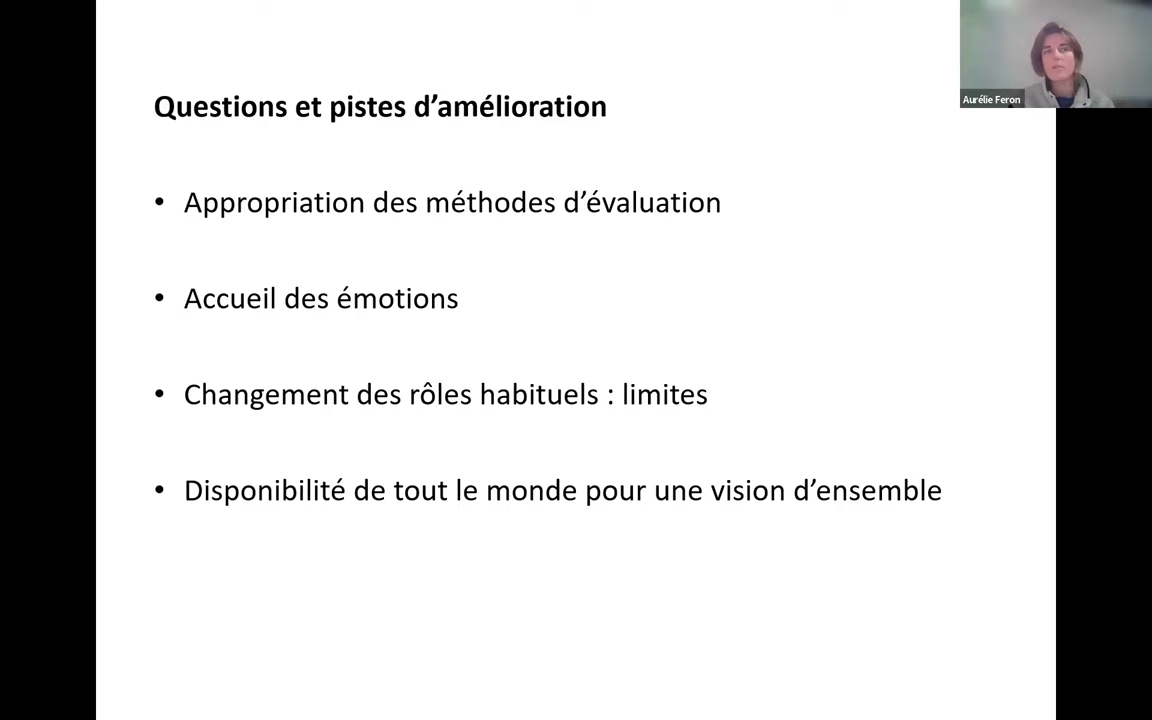 Aurélie Feron
Questions et pistes d’amélioration
• Appropriation des méthodes d’évaluation
• Accueil des émotions
• Changement des rôles habituels : limites
• Disponibilité de tout le monde pour une vision d’ensemble